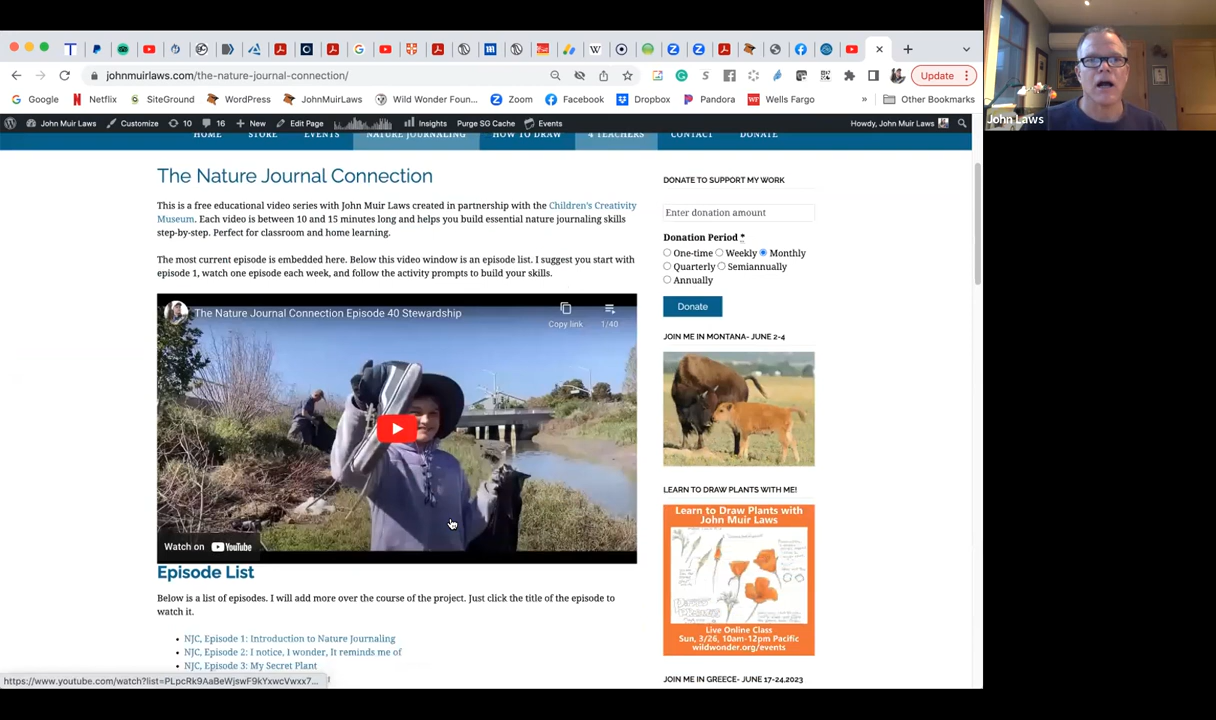 Update
johnmuirlaws.com/the-nature-journal-connection/
Google
Netflix
SiteGround
WordPress
JohnMuirLaws
Wild Wonder Foun...
Zoom
Facebook
Dropbox
Pandora
Wells Fargo
»
Other Bookmarks
John Muir Laws
Customize
10
16
New
Edit Page
Insights
Purge SG Cache
Events
Howdy, John Muir Laws
John Laws
HOME
STORE
EVENTS
NATURE JOURNALING
HOW TO DRAW
4 TEACHERS
CONTACT
DONATE
The Nature Journal Connection
This is a free educational video series with John Muir Laws created in partnership with the Children's Creativity
Museum. Each video is between 10 and 15 minutes long and helps you build essential nature journaling skills
step-by-step. Perfect for classroom and home learning.
The most current episode is embedded here. Below this video window is an episode list. I suggest you start with
episode 1, watch one episode each week, and follow the activity prompts to build your skills.
The Nature Journal Connection Episode 40 Stewardship
Copy link
1/40
Watch on YouTube
Episode List
Below is a list of episodes. I will add more over the course of the project. Just click the title of the episode to
watch it.
• NJC, Episode 1: Introduction to Nature Journaling
• NJC, Episode 2: I notice, I wonder, It reminds me of
• NJC, Episode 3: My Secret Plant
https://www.youtube.com/watch?list=PLpcRk9AaBeWjswF9kYxwcVwxx7...
DONATE TO SUPPORT MY WORK
Enter donation amount
Donation Period *
One-time Weekly Monthly
Quarterly Semiannually
Annually
Donate
JOIN ME IN MONTANA- JUNE 2-4
LEARN TO DRAW PLANTS WITH ME!
Learn to Draw Plants with
John Muir Laws
Live Online Class
Sun, 3/26, 10am-12pm Pacific
wildwonder.org/events
JOIN ME IN GREECE- JUNE 17-24,2023